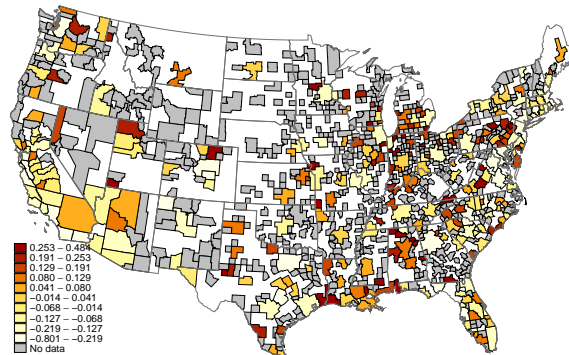 0.253 – 0.484
0.191 – 0.253
0.129 – 0.191
0.080 – 0.129
0.041 – 0.080
−0.014 – 0.041
−0.068 – −0.014
−0.127 – −0.068
−0.219 – −0.127
−0.801 – −0.219
No data